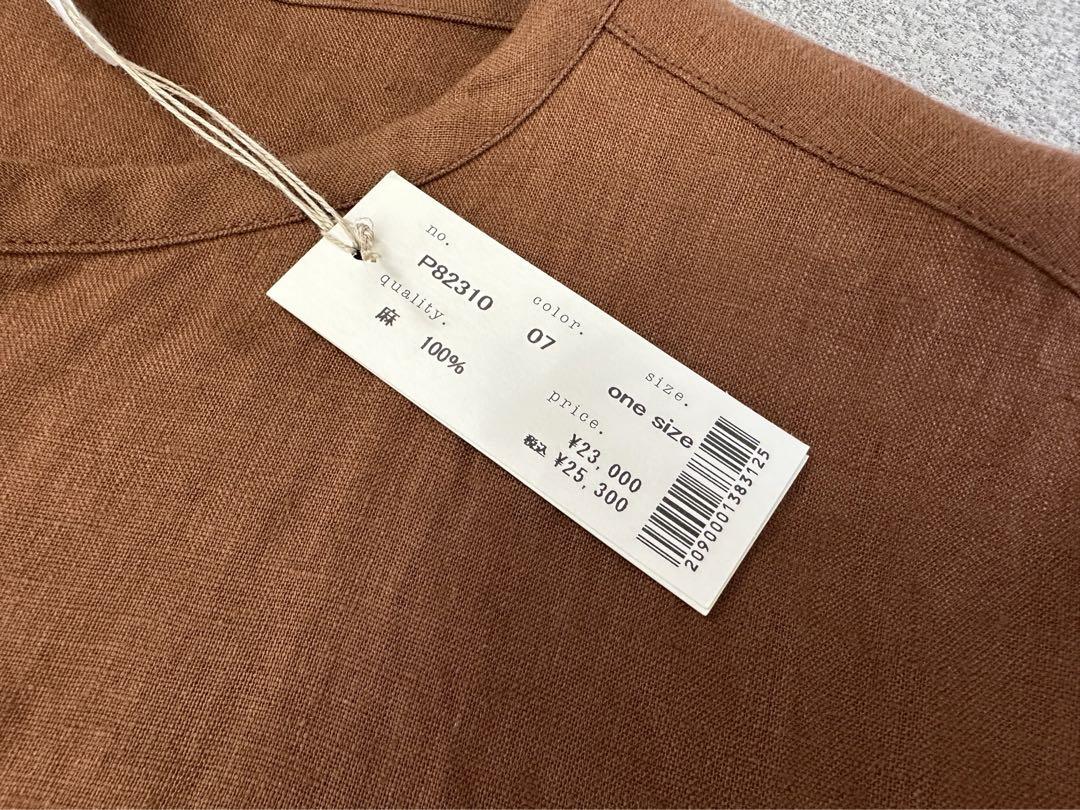 no.
P82310
color.
07
size.
one size
quality.
麻 100%
price.
¥23,000
税込 ¥25,300
2090001383125